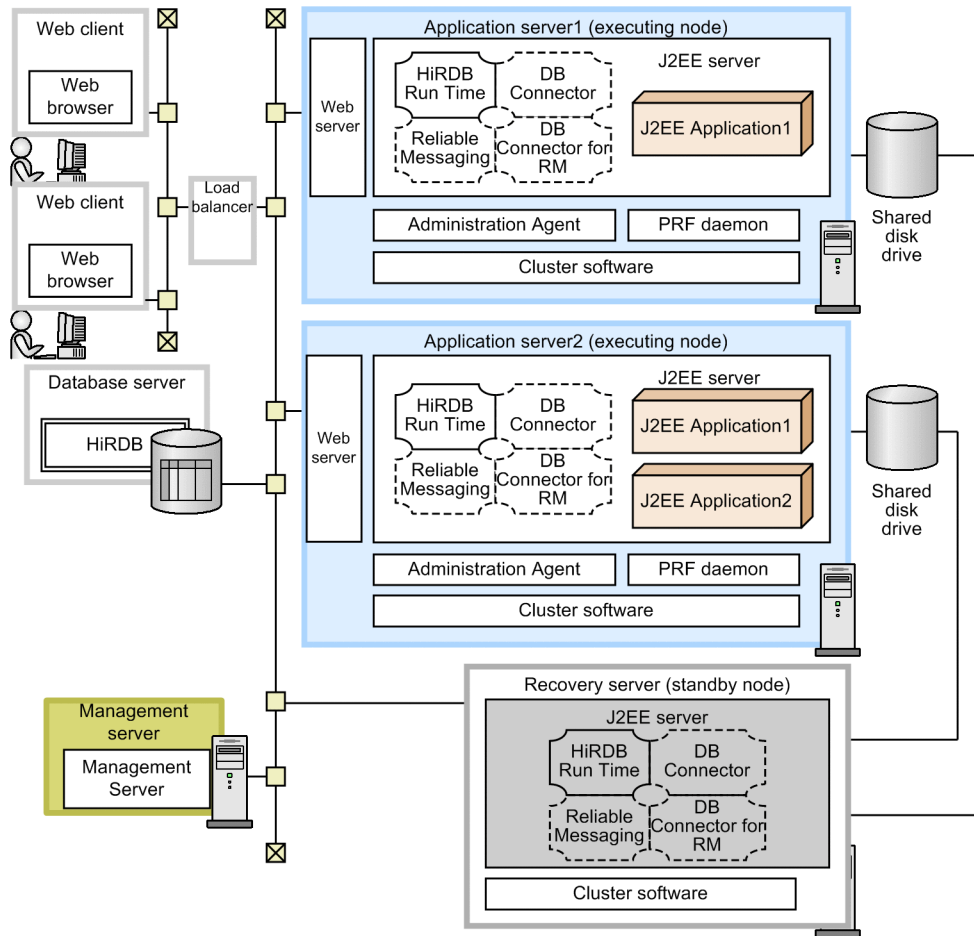 Web client
Web
browser
Web client
Web
browser
Load
balancer
Database server
HiRDB
Management
server
Management
Server
Application server1 (executing node)
Web
server
J2EE server
HiRDB
Run Time
DB
Connector
Reliable
Messaging
DB
Connector for
RM
J2EE Application1
Administration Agent
PRF daemon
Cluster software
Shared
disk
drive
Application server2 (executing node)
Web
server
J2EE server
HiRDB
Run Time
DB
Connector
Reliable
Messaging
DB
Connector for
RM
J2EE Application1
J2EE Application2
Administration Agent
PRF daemon
Cluster software
Shared
disk
drive
Recovery server (standby node)
J2EE server
HiRDB
Run Time
DB
Connector
Reliable
Messaging
DB
Connector for
RM
Cluster software